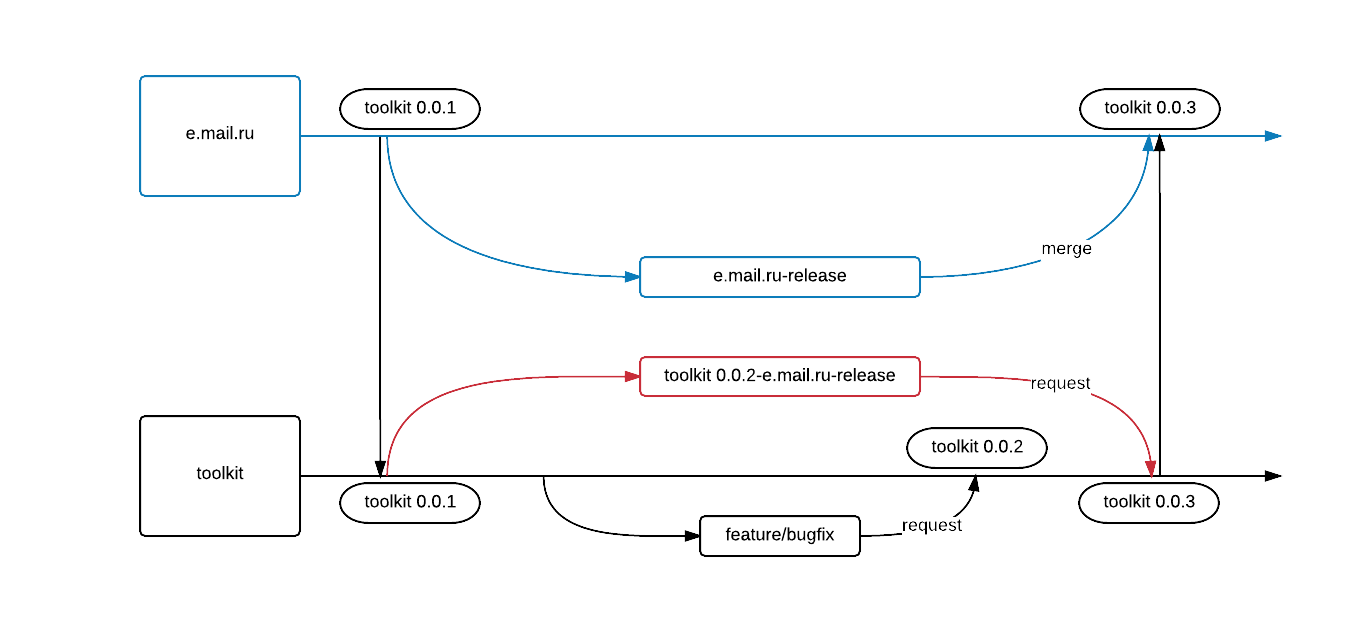 toolkit 0.0.1
toolkit 0.0.3
e.mail.ru
merge
e.mail.ru-release
toolkit 0.0.2-e.mail.ru-release
request
toolkit 0.0.2
toolkit
toolkit 0.0.1
toolkit 0.0.3
request
feature/bugfix